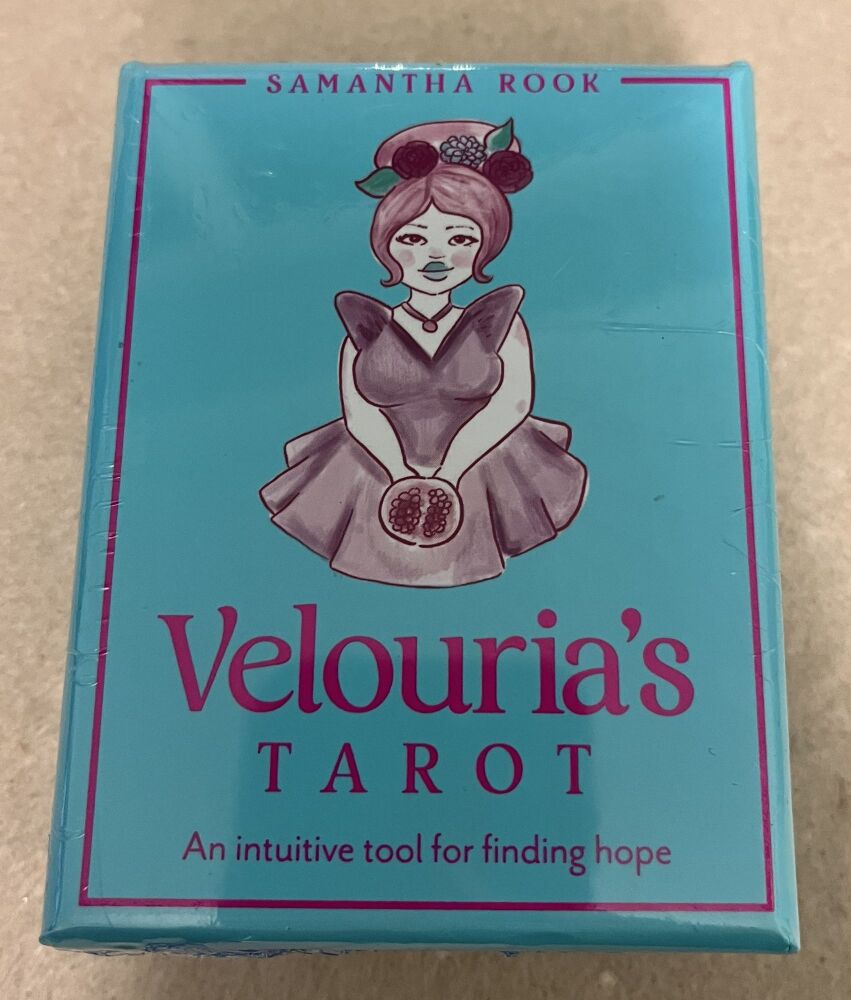 SAMANTHA ROOK
Velouria's
TAROT
An intuitive tool for finding hope